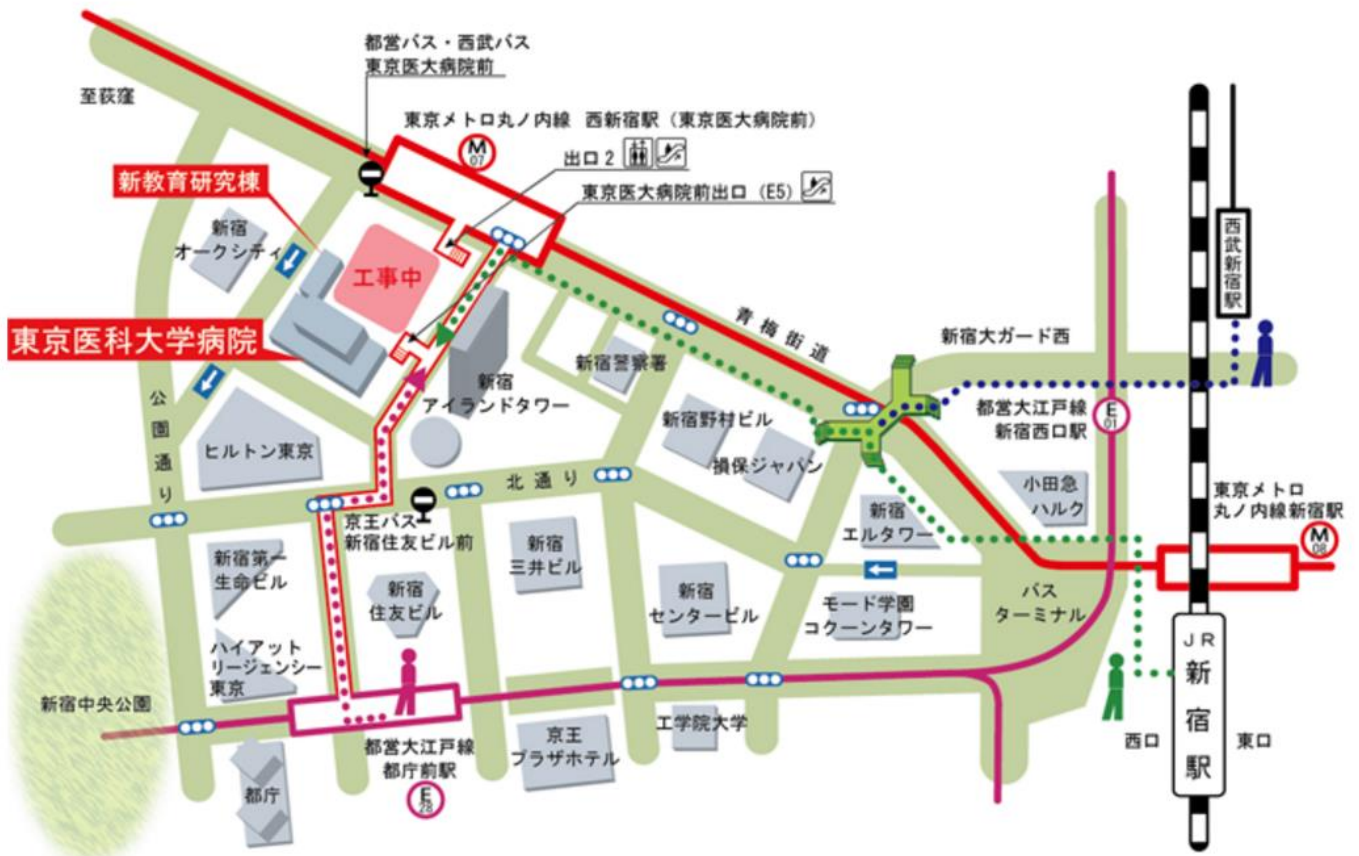 都営バス・西武バス
東京医大病院前
至荻窪
東京メトロ丸ノ内線 西新宿駅（東京医大病院前）
M
07
出口2
新教育研究棟
東京医大病院前出口（E5）
新宿
オークシティ
工事中
西武新宿駅
東京医科大学病院
青梅街道
新宿大ガード西
新宿警察署
新宿
アイランドタワー
公園通り
ヒルトン東京
新宿野村ビル
損保ジャパン
都営大江戸線
新宿西口駅
E
01
北通り
小田急
ハルク
東京メトロ
丸ノ内線新宿駅
M
08
京王バス
新宿住友ビル前
新宿
エルタワー
新宿第一
生命ビル
新宿
住友ビル
新宿
三井ビル
新宿
センタービル
モード学園
コクーンタワー
バス
ターミナル
ハイアット
リージェンシー
東京
新宿中央公園
JR
新宿駅
西口
東口
都営大江戸線
都庁前駅
E
28
京王
プラザホテル
工学院大学
都庁